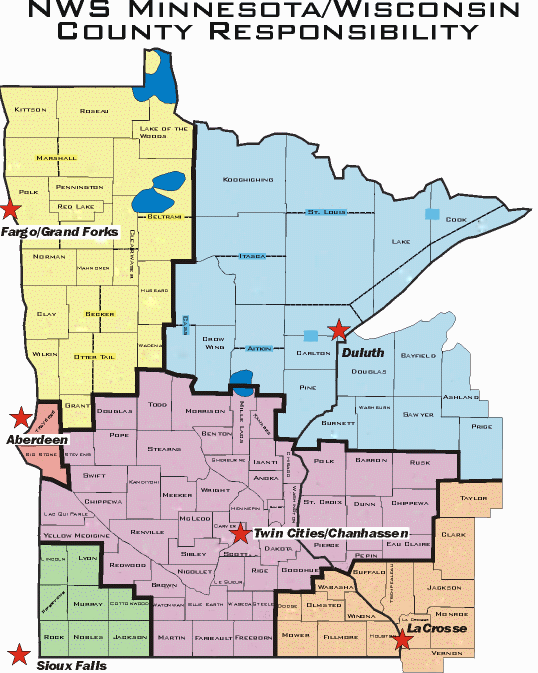 NWS MINNESOTA/WISCONSIN
COUNTY RESPONSIBILITY
KITTSON
ROSEAU
LAKE OF THE
WOODS
MARSHALL
KOOCHICHING
POLK
PENNINGTON
RED LAKE
BELTRAMI
ST. LOUIS
COOK
LAKE
Fargo/Grand Forks
NORMAN
MAHNOMEN
CLEARWATER
ITASCA
HUBBARD
CLAY
BECKER
CASS
CROW
WING
AITKIN
CARLTON
Duluth
WILKIN
OTTER TAIL
WADENA
PINE
DOUGLAS
BAYFIELD
ASHLAND
WASHBURN
SAWYER
BURNETT
PRICE
GRANT
DOUGLAS
TODD
MORRISON
MILLE LACS
KANABEC
Aberdeen
BIG STONE
STEVENS
POPE
STEARNS
BENTON
SHERBURNE
ISANTI
CHISAGO
POLK
BARRON
RUSK
SWIFT
KANDIYOHI
MEEKER
WRIGHT
ANOKA
HENNEPIN
WASHINGTON
TAYLOR
CHIPPEWA
LAC QUI PARLE
ST. CROIX
DUNN
CHIPPEWA
YELLOW MEDICINE
RENVILLE
MCLEOD
CARVER
Twin Cities/Chanhassen
CLARK
SIBLEY
SCOTT
DAKOTA
PIERCE
PEPIN
EAU CLAIRE
LINCOLN
LYON
REDWOOD
NICOLLET
LE SUEUR
RICE
GOODHUE
BUFFALO
BROWN
WABASHA
TREMPEALEAU
JACKSON
MURRAY
COTTONWOOD
WATONWAN
BLUE EARTH
WASECA
STEELE
DODGE
OLMSTED
WINONA
LA CROSSE
MONROE
LaCrosse
ROCK
NOBLES
JACKSON
MARTIN
FARIBAULT
FREEBORN
MOWER
FILLMORE
HOUSTON
VERNON
Sioux Falls